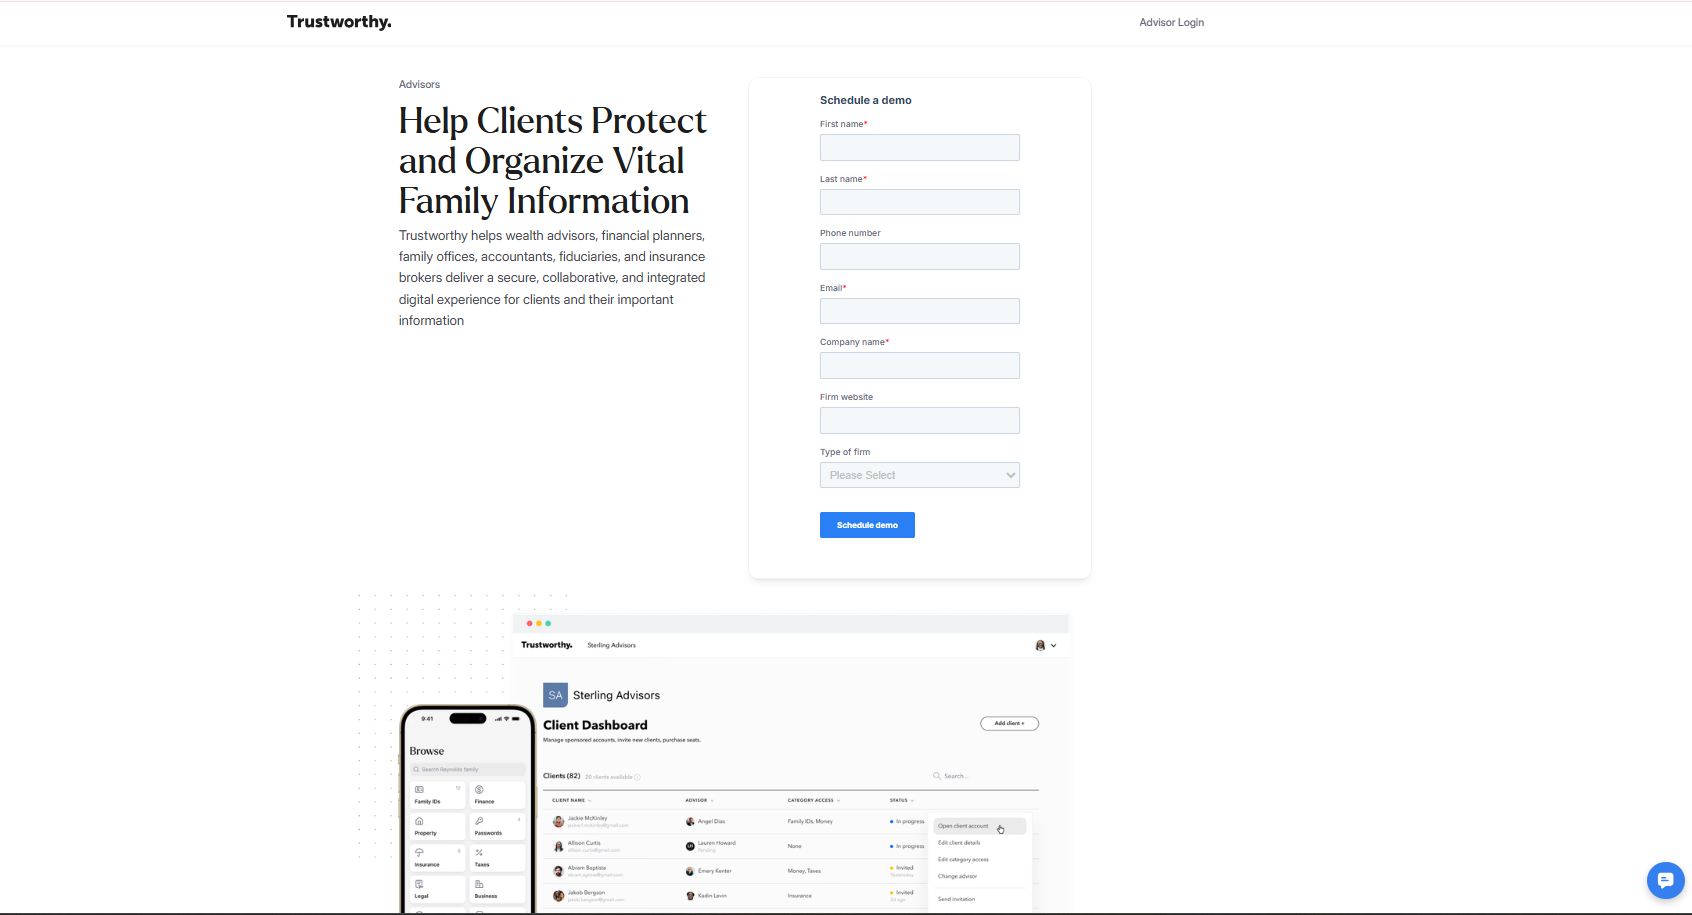 Trustworthy.
Advisor Login
Advisors
Help Clients Protect
and Organize Vital
Family Information
Trustworthy helps wealth advisors, financial planners,
family offices, accountants, fiduciaries, and insurance
brokers deliver a secure, collaborative, and integrated
digital experience for clients and their important
information
Schedule a demo
First name*
Last name*
Phone number
Email*
Company name*
Firm website
Type of firm
Please Select
Schedule demo
Trustworthy.
Sterling Advisors
SA
Sterling Advisors
Client Dashboard
Manage sponsored accounts, invite new clients, purchase seats.
Add client +
Clients (82)
20 clients available
Search...
CLIENT NAME
ADVISOR
CATEGORY ACCESS
STATUS
Jackie McKinley
Angel Dias
Family IDs, Money
In progress
Allison Curtis
Lauren Howard
Pending
None
In progress
Abram Baptista
Emery Kenter
Money, Taxes
Invited
Yesterday
Jakob Bergson
Kadin Levin
Insurance
Invited
2d ago
Open client account
Edit client details
Edit category access
Change advisor
Send invitation
9:41
Browse
Search Reynolds family
Family IDs
Finance
Property
Passwords
Insurance
Taxes
Legal
Business